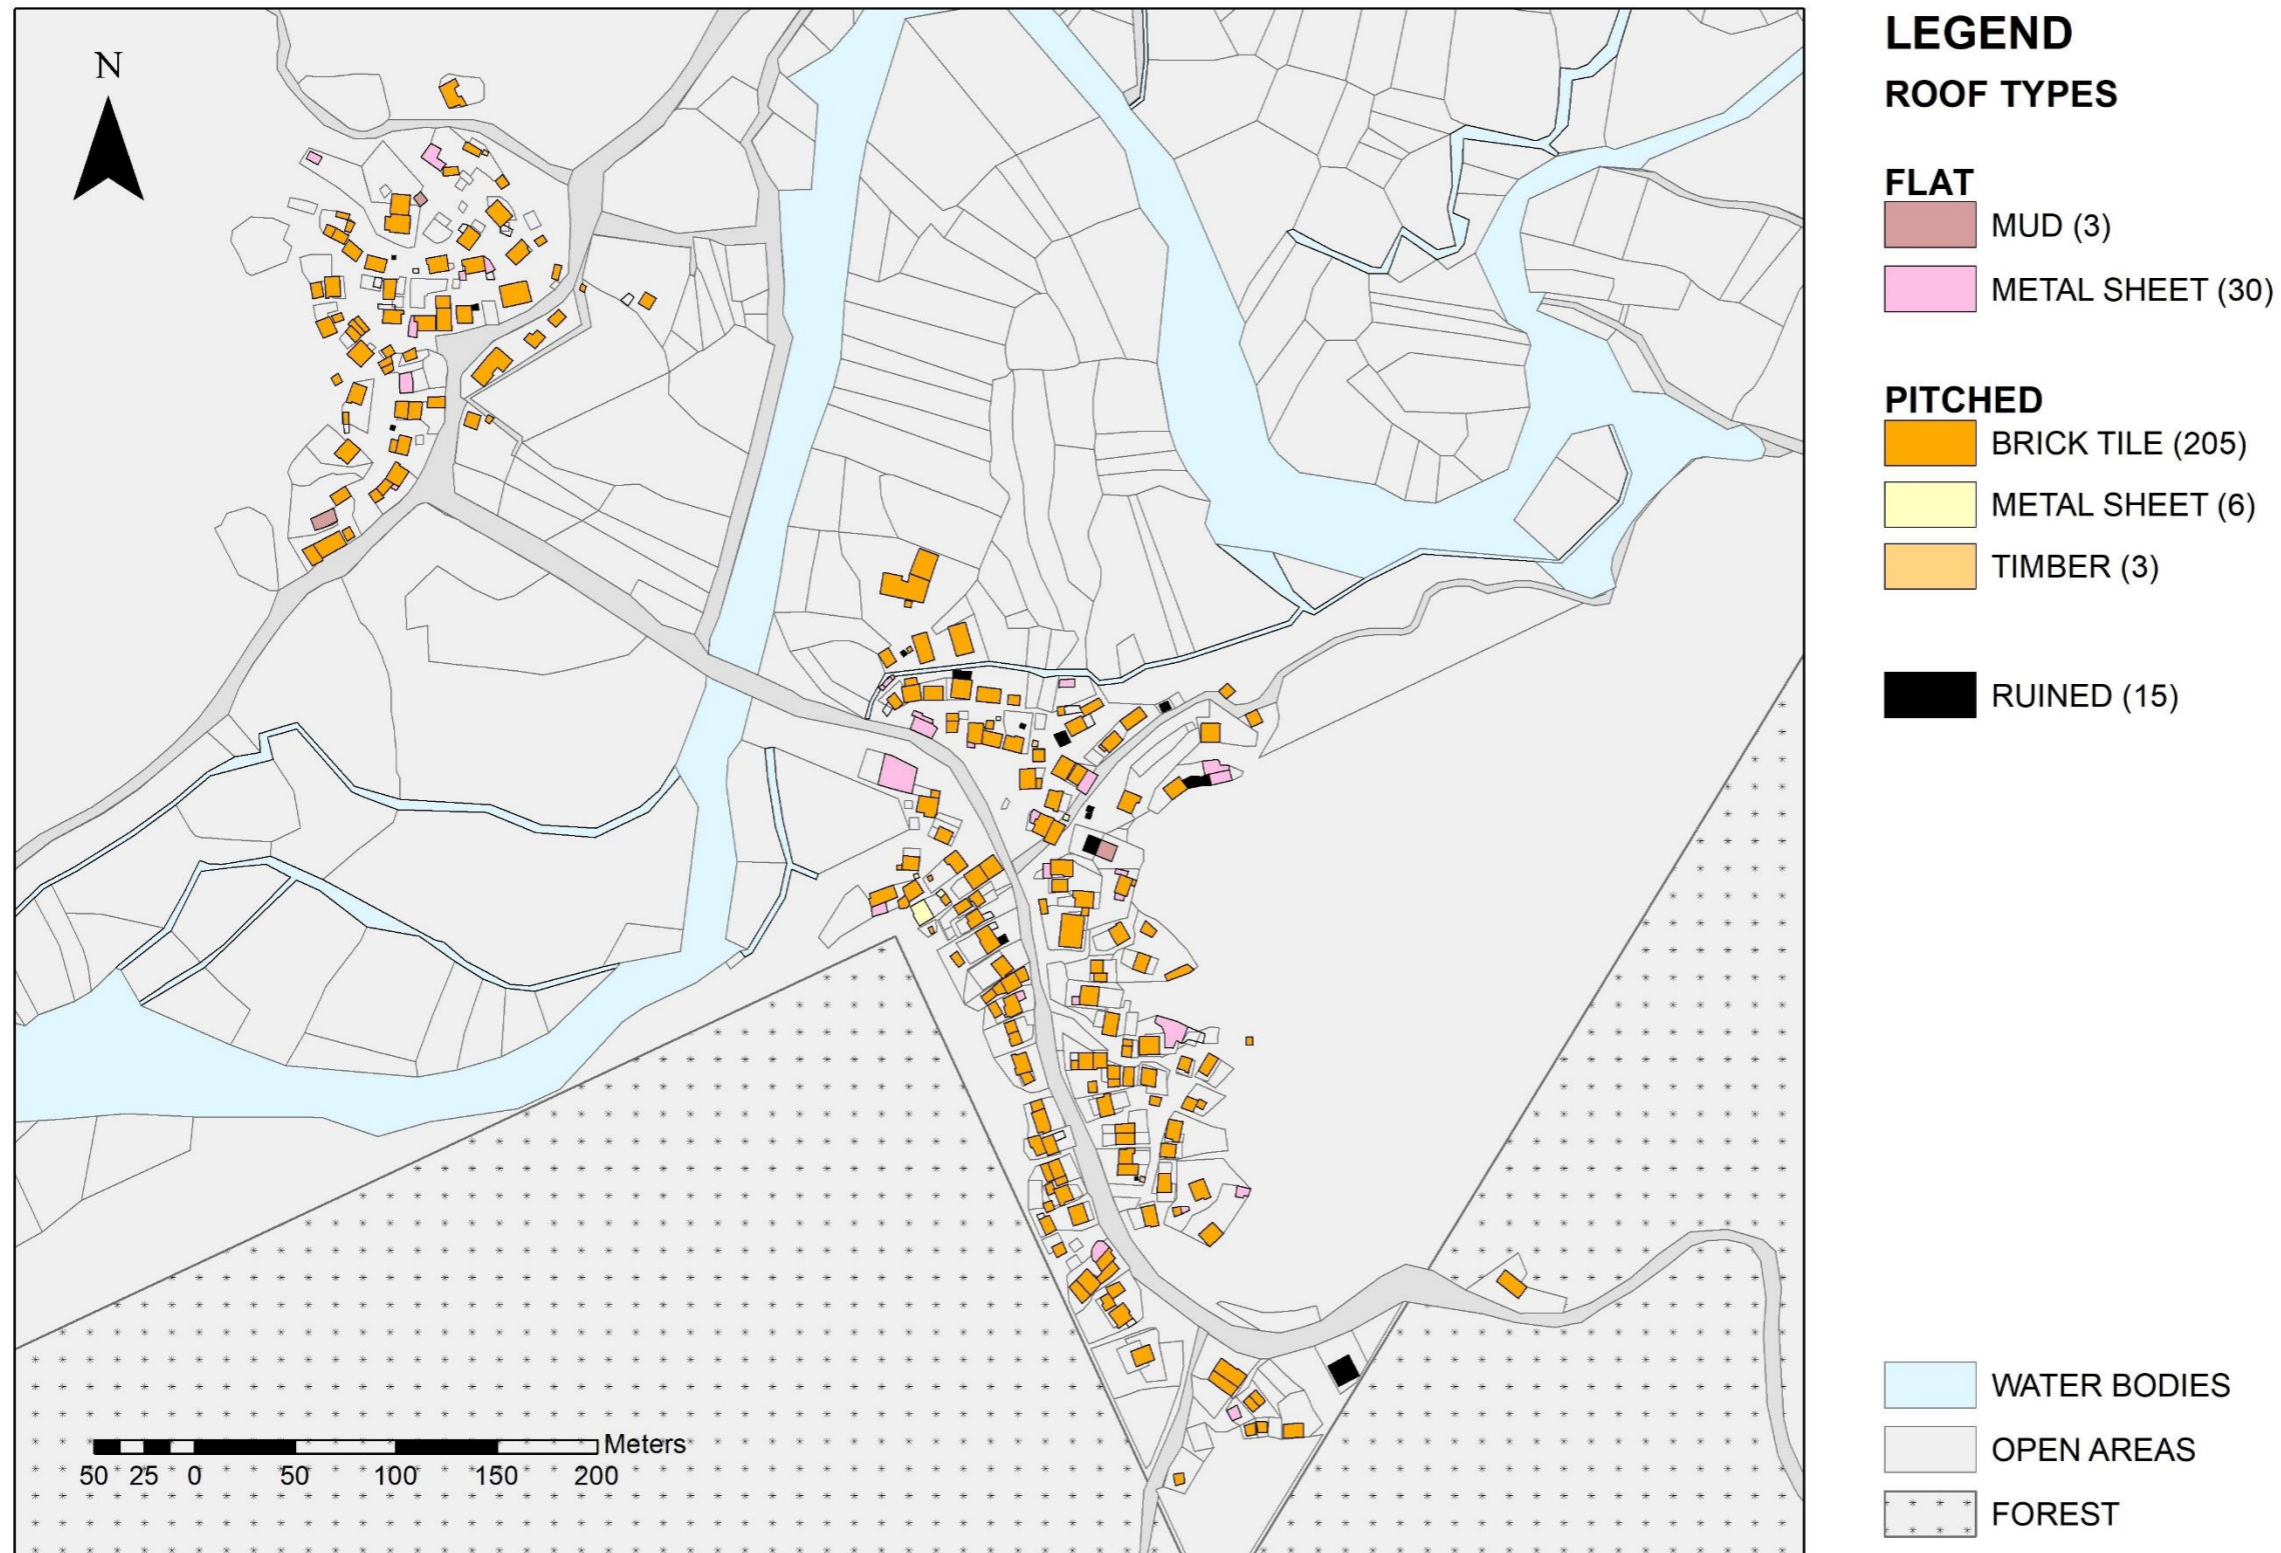 N
LEGEND
ROOF TYPES
FLAT
MUD (3)
METAL SHEET (30)
PITCHED
BRICK TILE (205)
METAL SHEET (6)
TIMBER (3)
RUINED (15)
WATER BODIES
OPEN AREAS
FOREST
Meters
50 25 0 50 100 150 200